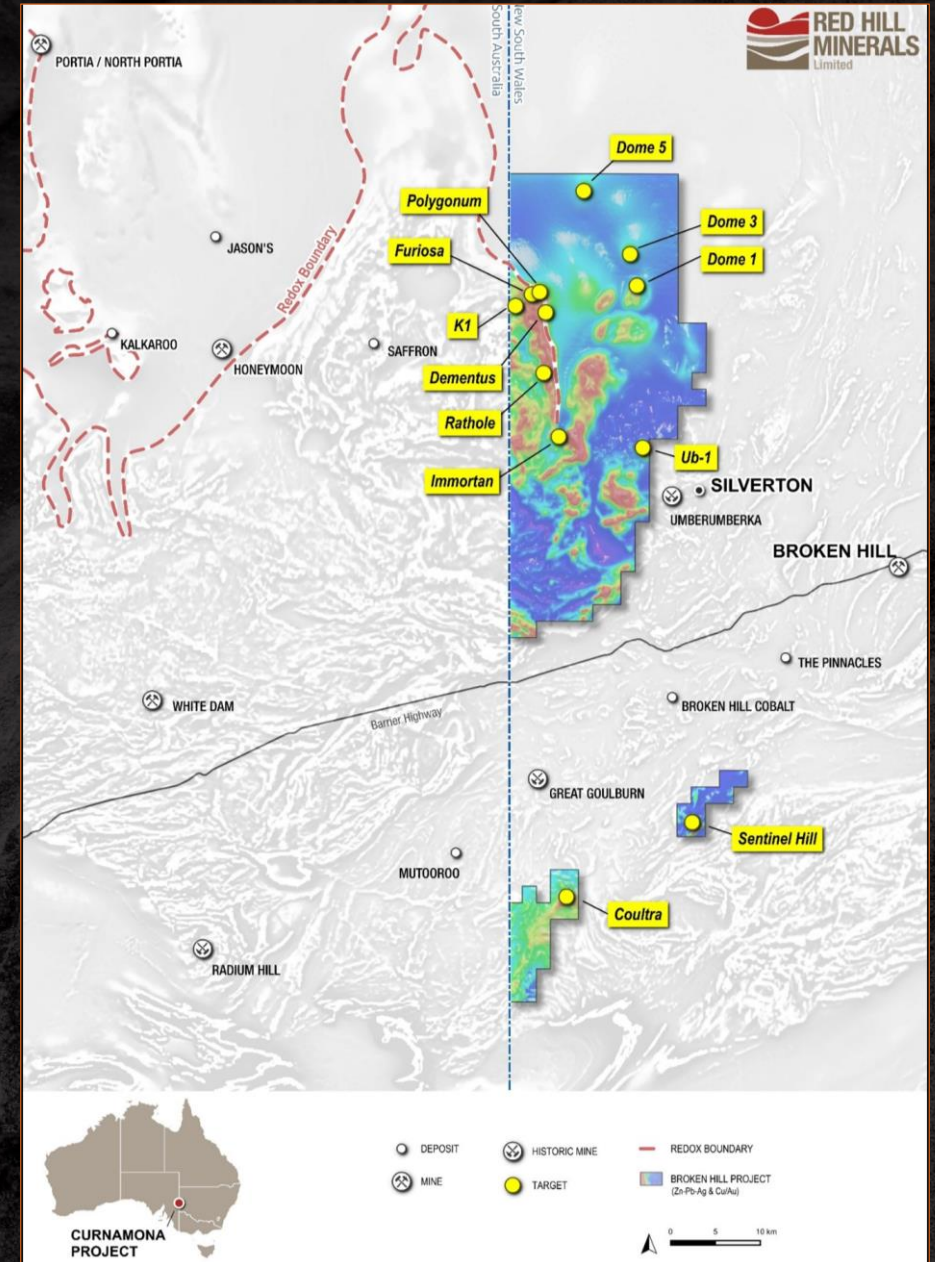 RED HILL
MINERALS
Limited
South Australia
New South Wales
PORTIA / NORTH PORTIA
Dome 5
Polygonum
Dome 3
JASON'S
Furiosa
Dome 1
Redox Boundary
K1
KALKAROO
HONEYMOON
SAFFRON
Dementus
Rathole
Immortan
Ub-1
SILVERTON
UMBERUMBERKA
BROKEN HILL
THE PINNACLES
WHITE DAM
BROKEN HILL COBALT
Barrier Highway
GREAT GOULBURN
Sentinel Hill
MUTOOROO
Coultra
RADIUM HILL
CURNAMONA
PROJECT
DEPOSIT
MINE
HISTORIC MINE
TARGET
REDOX BOUNDARY
BROKEN HILL PROJECT
(Zn-Pb-Ag & Cu/Au)
0 5 10 km